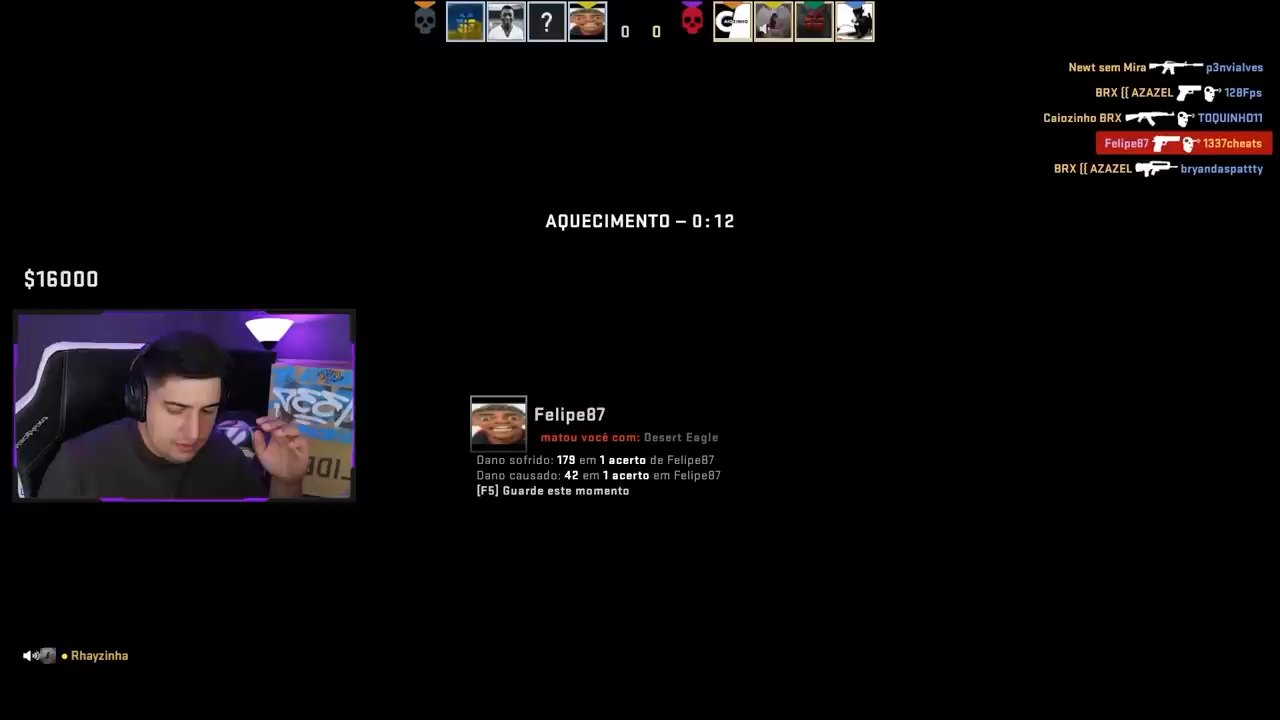 ?
0 0
CAIOZINHO
Newt sem Mira p3nvialves
BRX [[ AZAZEL 128Fps
Caiozinho BRX TOQUINHO11
Felipe87 1337cheats
BRX [[ AZAZEL bryandaspattty
AQUECIMENTO – 0:12
$16000
Felipe87
matou você com: Desert Eagle
Dano sofrido: 179 em 1 acerto de Felipe87
Dano causado: 42 em 1 acerto em Felipe87
[F5] Guarde este momento
Rhayzinha